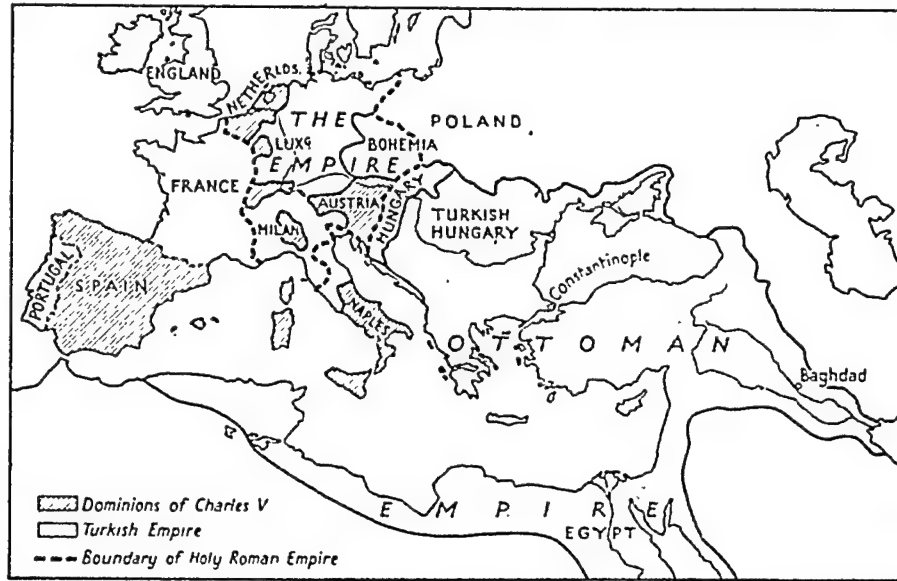 ENGLAND
NETHERLDS.
THE
POLAND
LUXG
BOHEMIA
EMPIRE
FRANCE
AUSTRIA
HUNGARY
TURKISH
HUNGARY
MILAN
Constantinople
PORTUGAL
SPAIN
NAPLES
OTTOMAN
Baghdad
EMPIRE
EGYPT
Dominions of Charles V
Turkish Empire
Boundary of Holy Roman Empire